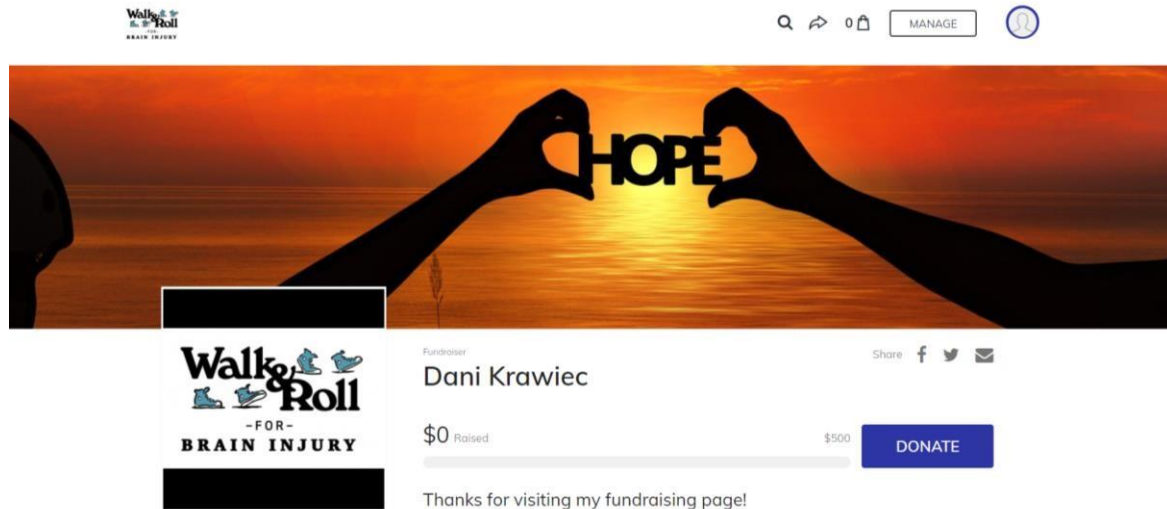 Walk & Roll
-FOR-
BRAIN INJURY
0
MANAGE
HOPE
Walk & Roll
-FOR-
BRAIN INJURY
Fundraiser
Dani Krawiec
Share
$0 Raised
$500
DONATE
Thanks for visiting my fundraising page!